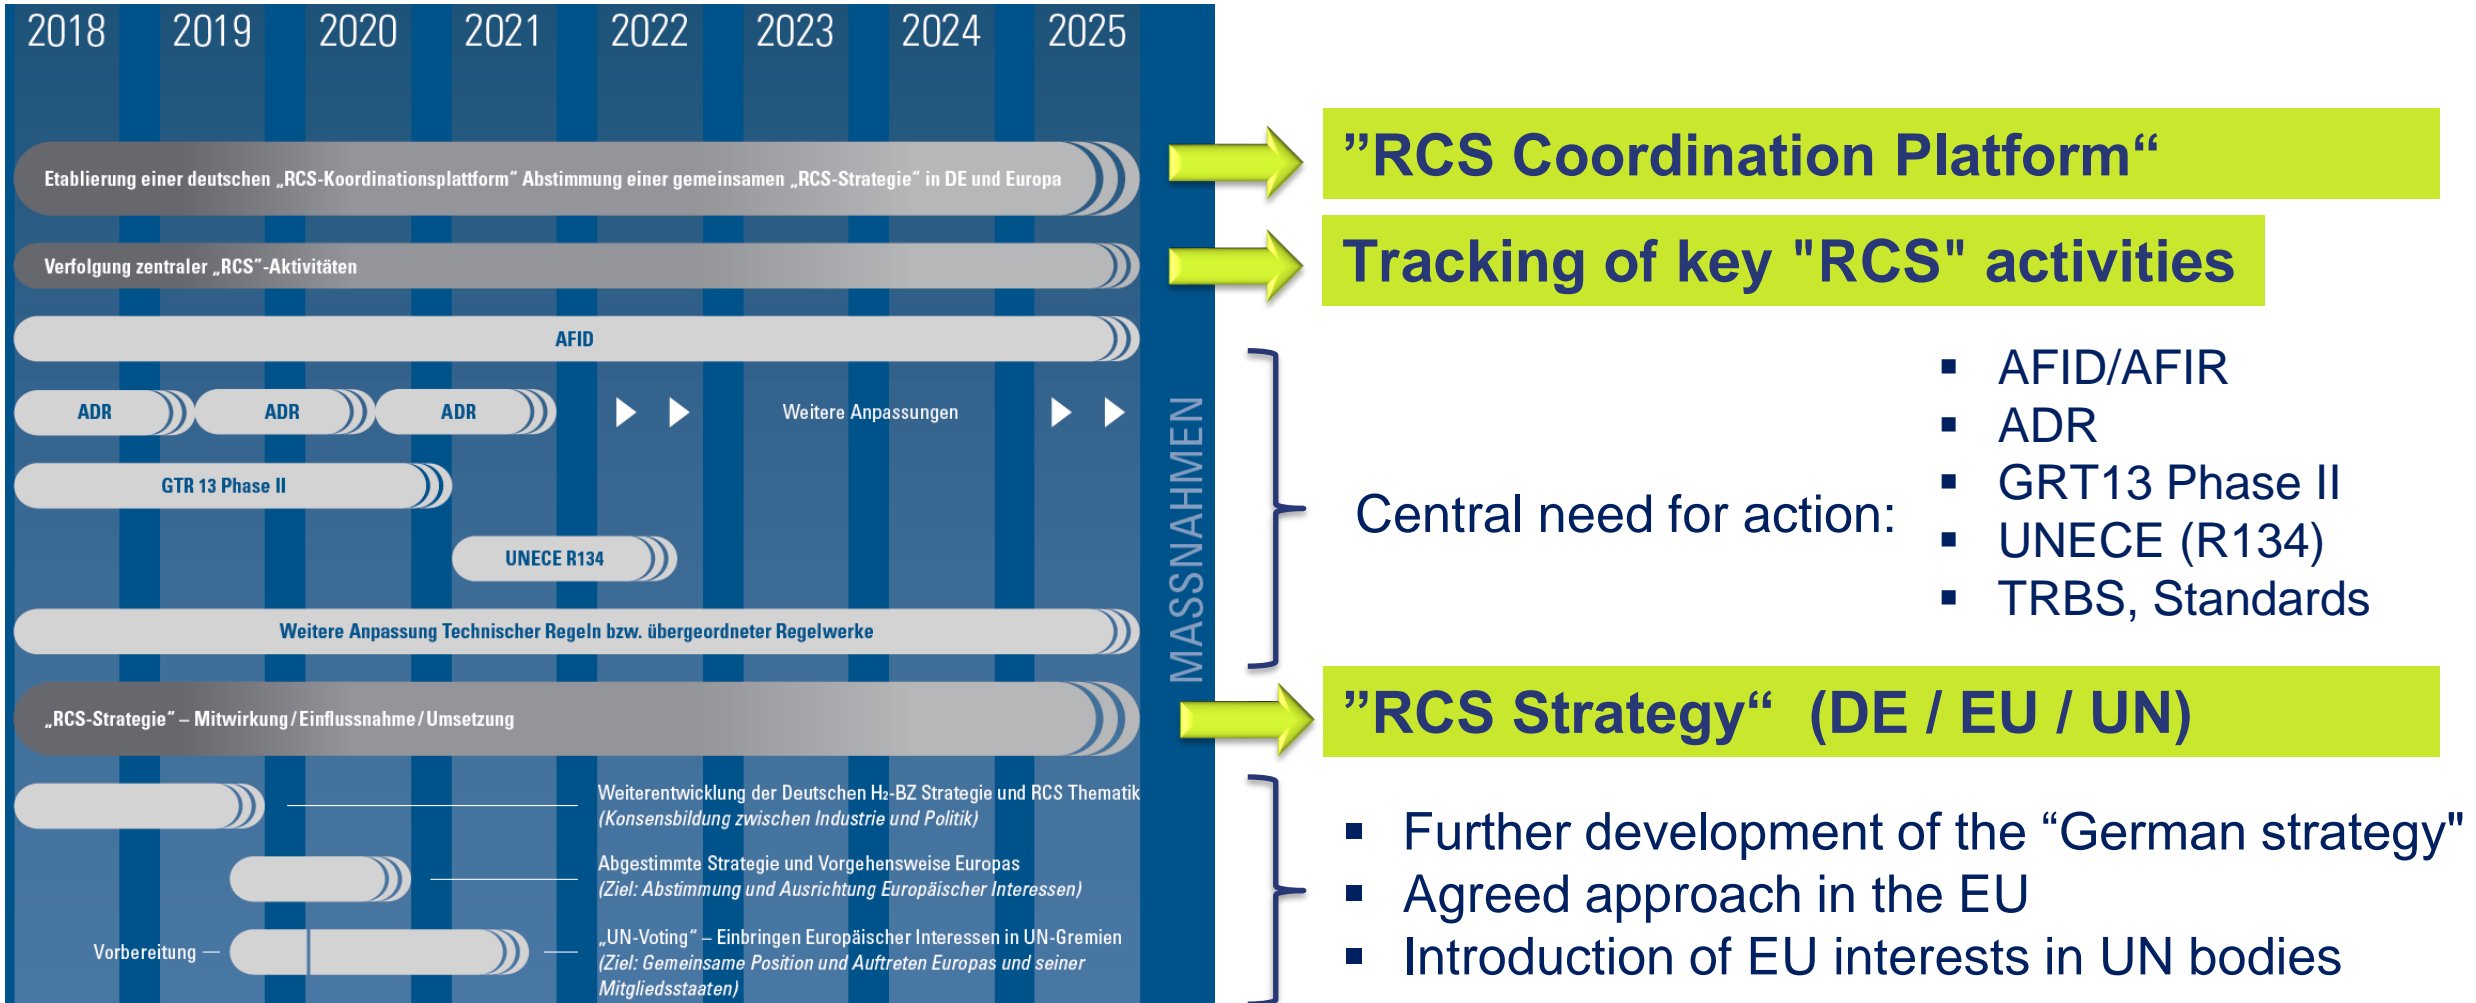 2018 2019 2020 2021 2022 2023 2024 2025
Etablierung einer deutschen „RCS-Koordinationsplattform“ Abstimmung einer gemeinsamen „RCS-Strategie“ in DE und Europa
Verfolgung zentraler „RCS”-Aktivitäten
AFID
ADR ADR ADR Weitere Anpassungen
GTR 13 Phase II
UNECE R134
Weitere Anpassung Technischer Regeln bzw. übergeordneter Regelwerke
„RCS-Strategie“ – Mitwirkung/Einflussnahme/Umsetzung
Weiterentwicklung der Deutschen H₂-BZ Strategie und RCS Thematik
(Konsensbildung zwischen Industrie und Politik)
Abgestimmte Strategie und Vorgehensweise Europas
(Ziel: Abstimmung und Ausrichtung Europäischer Interessen)
Vorbereitung
„UN-Voting“ – Einbringen Europäischer Interessen in UN-Gremien
(Ziel: Gemeinsame Position und Auftreten Europas und seiner
Mitgliedsstaaten)
MASSNAHMEN
”RCS Coordination Platform“
Tracking of key "RCS" activities
Central need for action:
▪ AFID/AFIR
▪ ADR
▪ GRT13 Phase II
▪ UNECE (R134)
▪ TRBS, Standards
”RCS Strategy“ (DE / EU / UN)
▪ Further development of the “German strategy"
▪ Agreed approach in the EU
▪ Introduction of EU interests in UN bodies